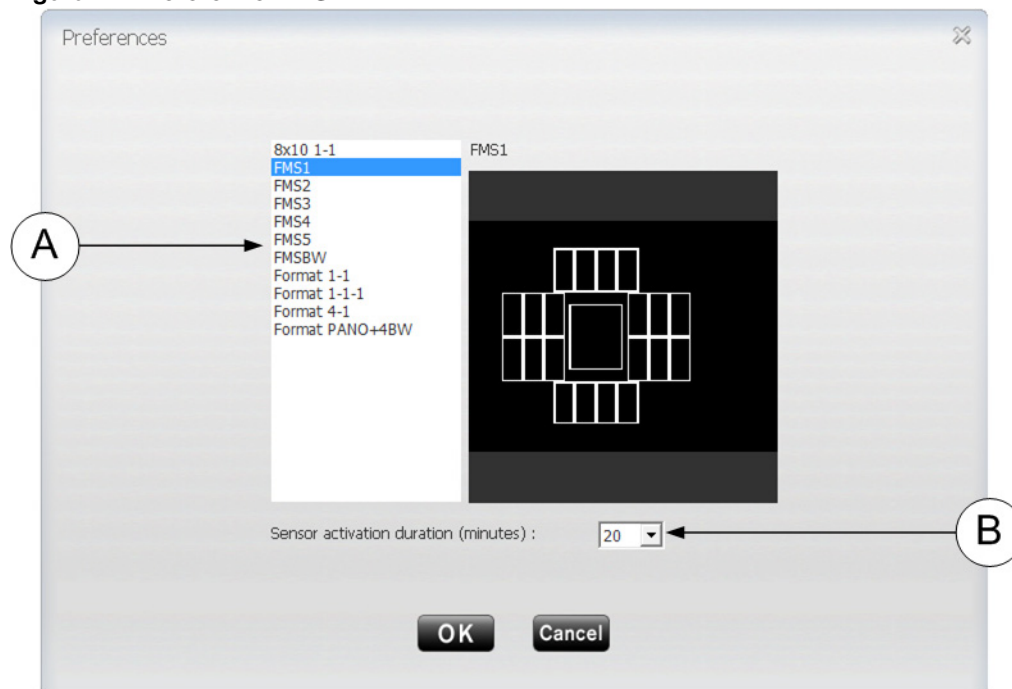 Preferences
8x10 1-1
FMS1
FMS2
FMS3
FMS4
FMS5
FMSBW
Format 1-1
Format 1-1-1
Format 4-1
Format PANO+4BW
FMS1
A
Sensor activation duration (minutes) :
20
B
OK
Cancel